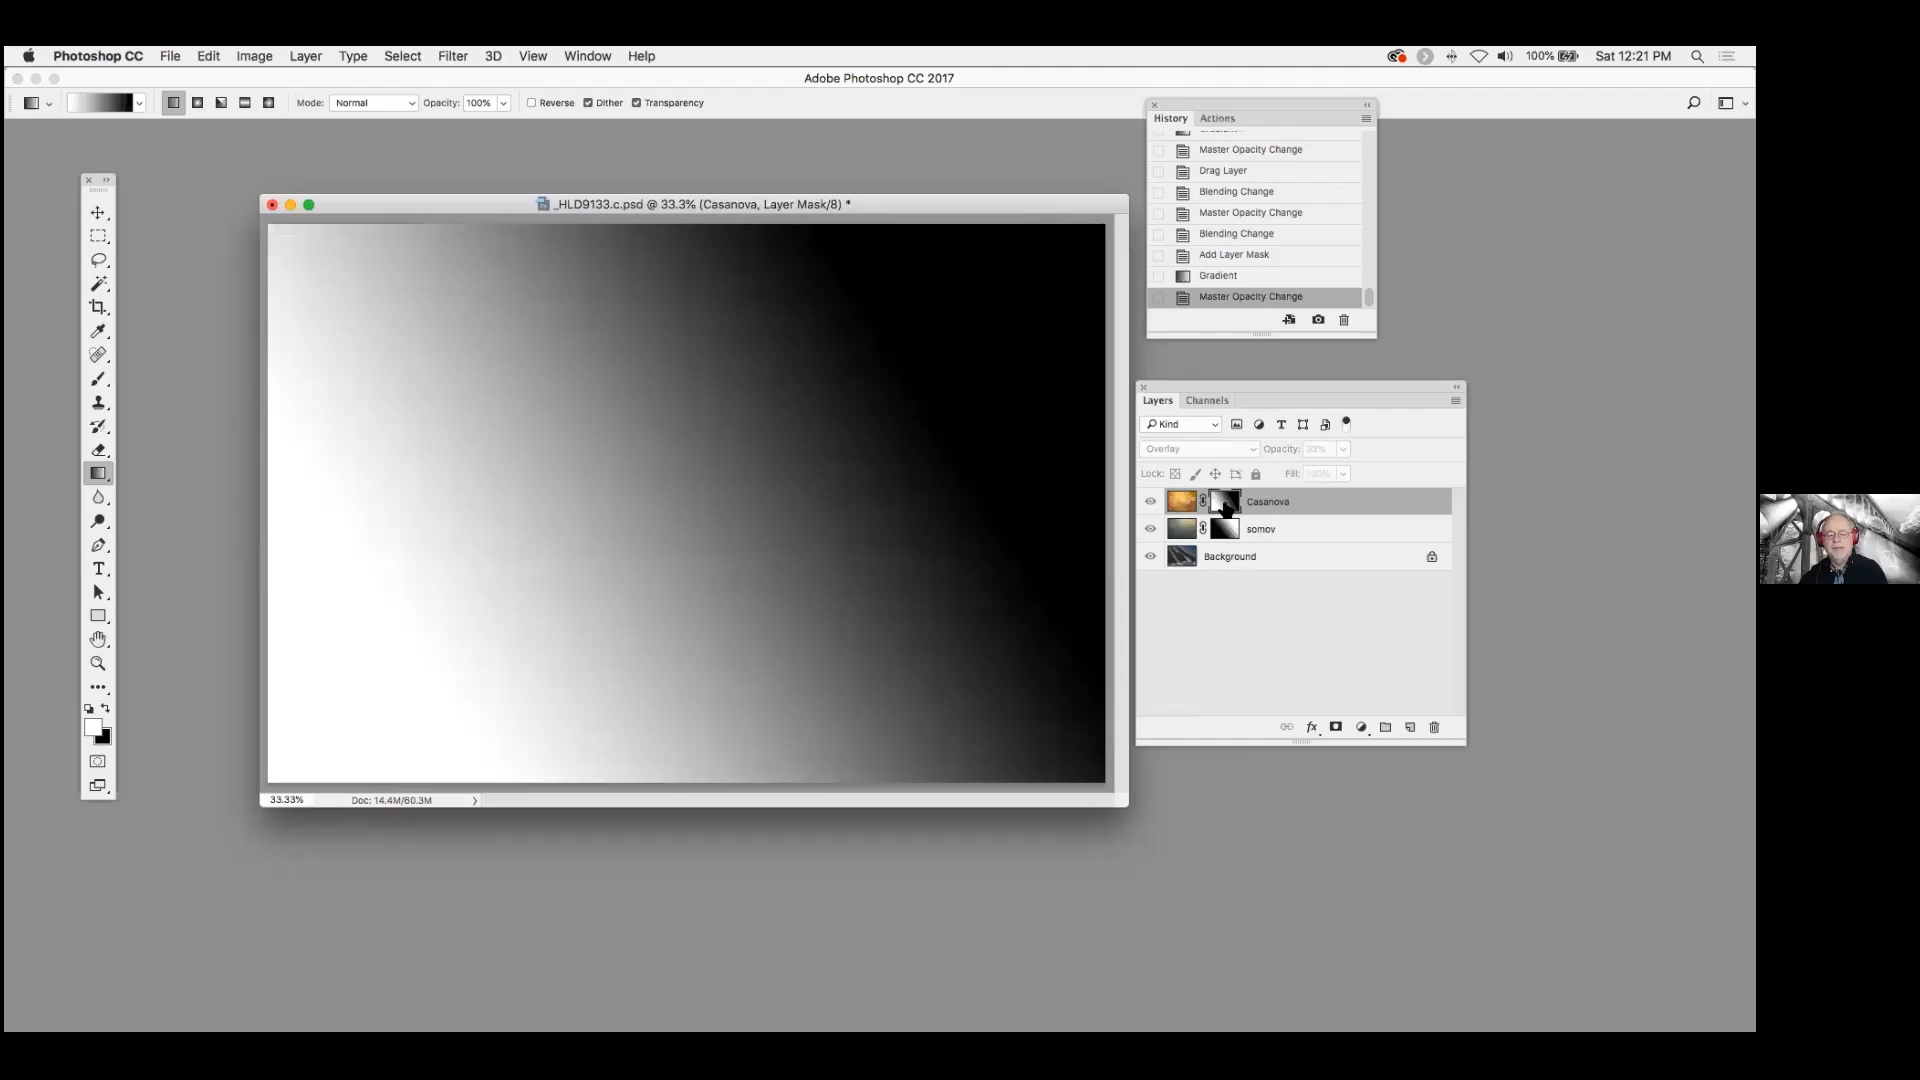 Photoshop CC File Edit Image Layer Type Select Filter 3D View Window Help 100% Sat 12:21 PM
Adobe Photoshop CC 2017
Mode: Normal Opacity: 100% Reverse Dither Transparency
History Actions
Master Opacity Change
Drag Layer
Blending Change
Master Opacity Change
Blending Change
Add Layer Mask
Gradient
Master Opacity Change
_HLD9133.c.psd @ 33.3% (Casanova, Layer Mask/8) *
33.33% Doc: 14.4M/60.3M
Layers Channels
Kind
Overlay Opacity: 33%
Lock: Fill: 100%
Casanova
somov
Background
fx